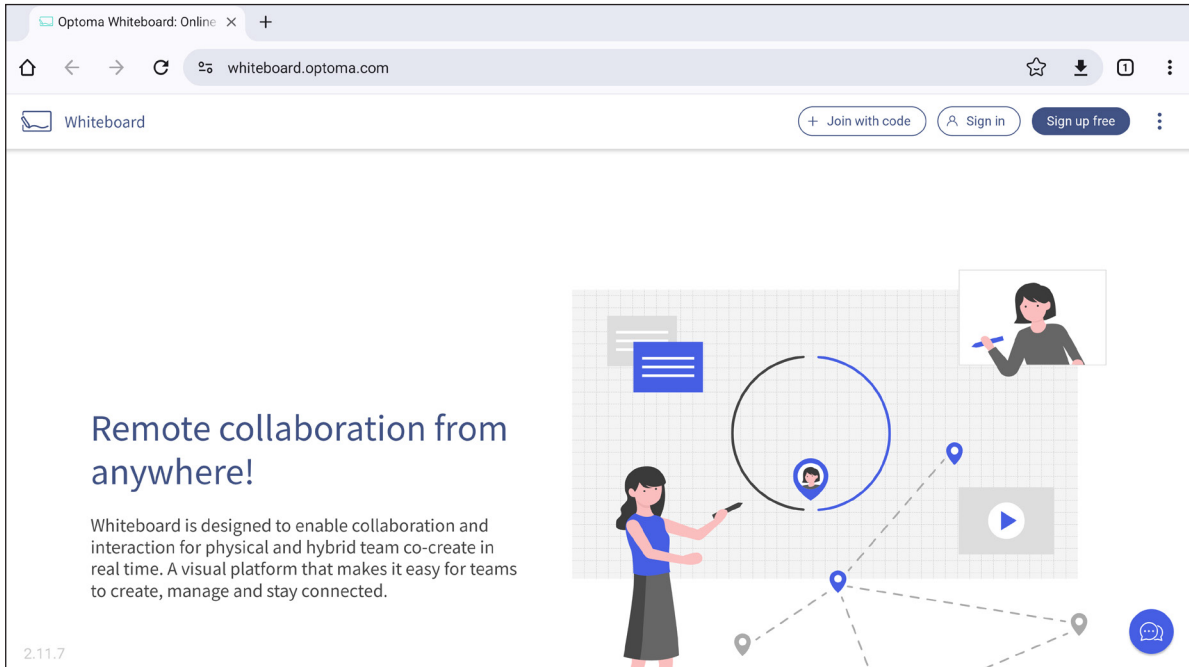 Optoma Whiteboard: Online
whiteboard.optoma.com
1
Whiteboard
+ Join with code
Sign in
Sign up free
Remote collaboration from
anywhere!
Whiteboard is designed to enable collaboration and
interaction for physical and hybrid team co-create in
real time. A visual platform that makes it easy for teams
to create, manage and stay connected.
2.11.7